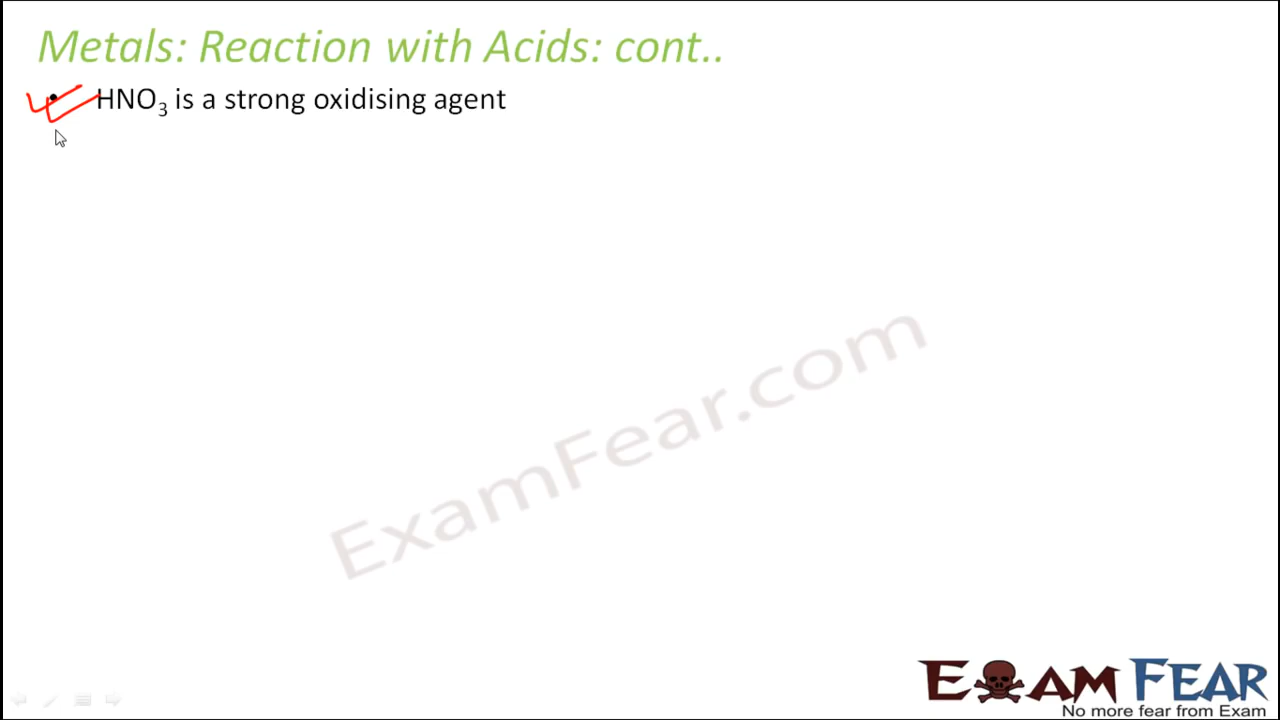 Metals: Reaction with Acids: cont..
• HNO₃ is a strong oxidising agent
ExamFear.com
EXAM FEAR
No more fear from Exam